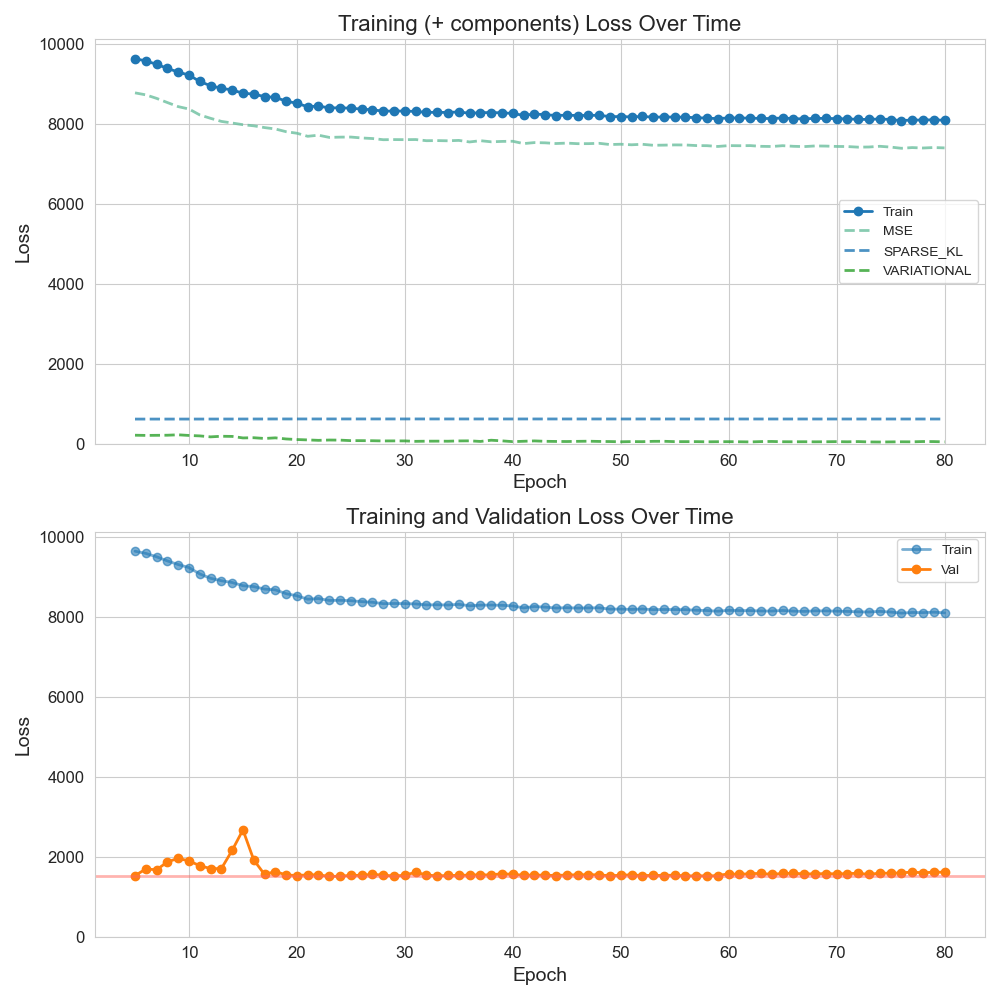 Training (+ components) Loss Over Time
10000
8000
6000
4000
2000
0
Loss
10 20 30 40 50 60 70 80
Epoch
Train
MSE
SPARSE_KL
VARIATIONAL
Training and Validation Loss Over Time
10000
8000
6000
4000
2000
0
Loss
10 20 30 40 50 60 70 80
Epoch
Train
Val